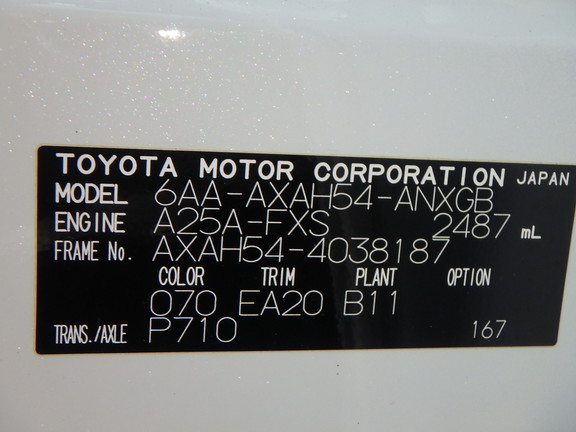 TOYOTA MOTOR CORPORATION JAPAN
MODEL 6AA-AXAH54-ANXGB
ENGINE A25A-FXS 2487 mL
FRAME No. AXAH54-4038187
COLOR TRIM PLANT OPTION
070 EA20 B11
TRANS./AXLE P710 167